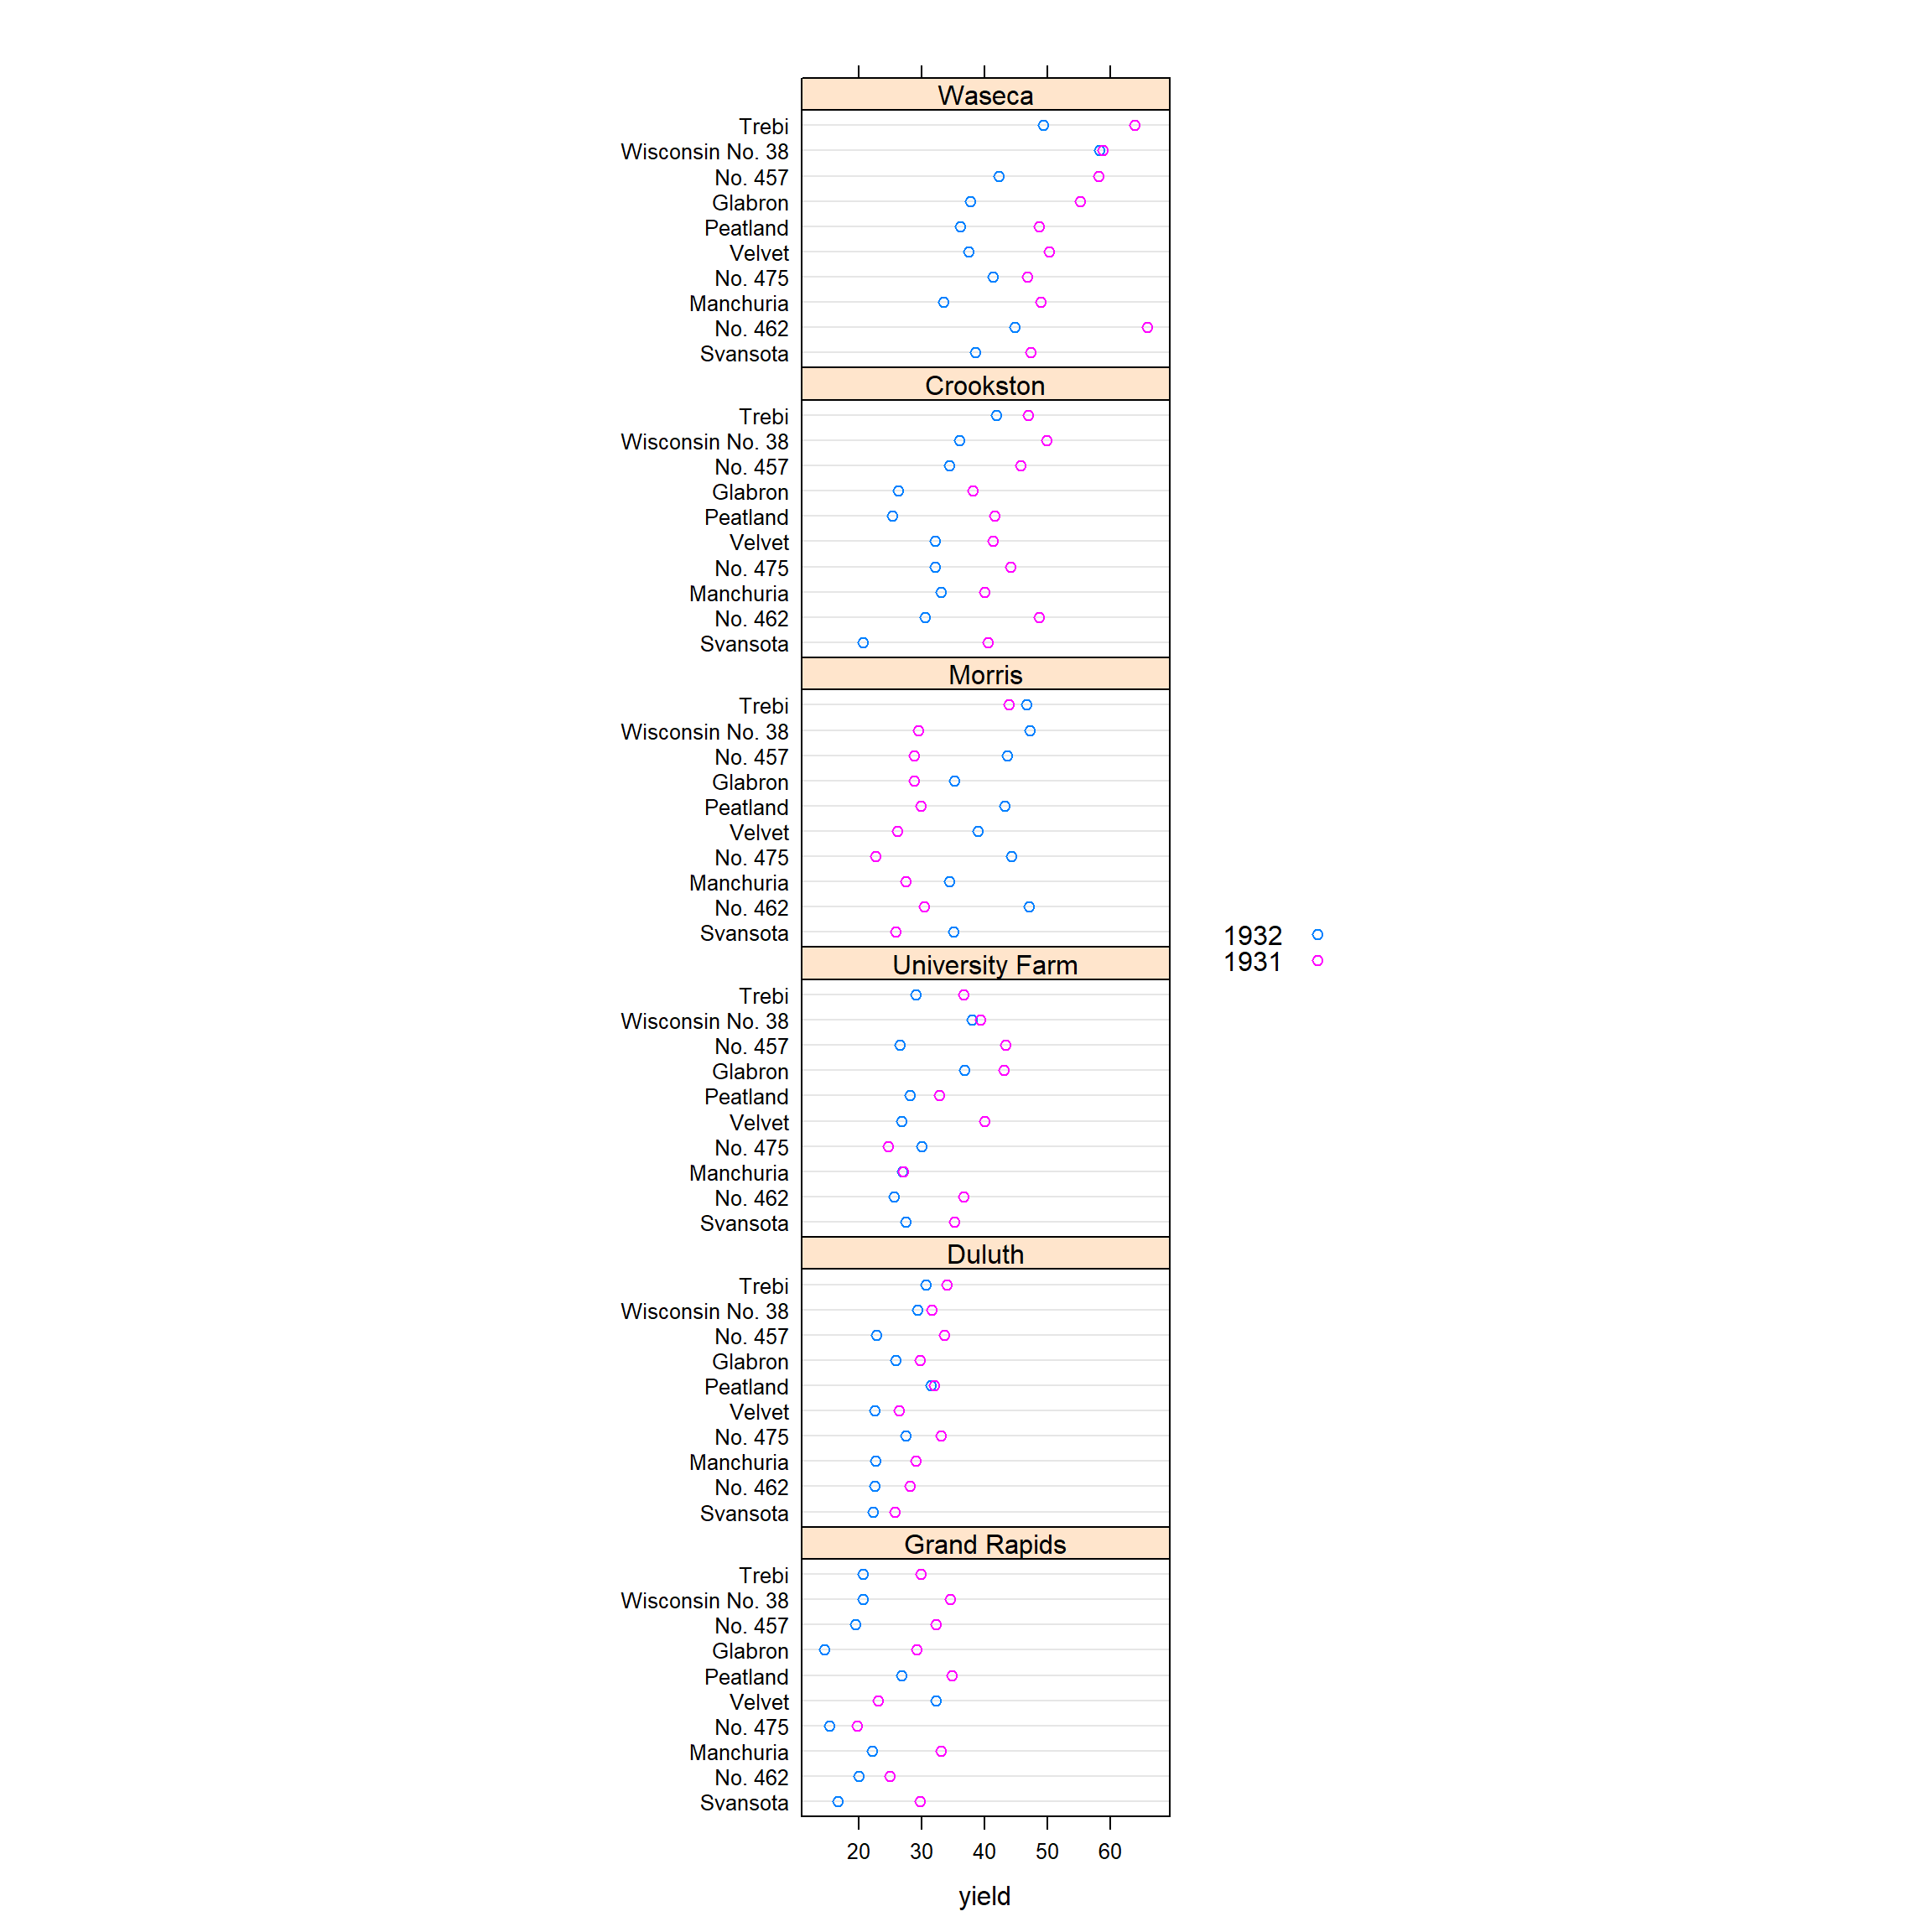 Waseca
Trebi
Wisconsin No. 38
No. 457
Glabron
Peatland
Velvet
No. 475
Manchuria
No. 462
Svansota
Crookston
Trebi
Wisconsin No. 38
No. 457
Glabron
Peatland
Velvet
No. 475
Manchuria
No. 462
Svansota
Morris
Trebi
Wisconsin No. 38
No. 457
Glabron
Peatland
Velvet
No. 475
Manchuria
No. 462
Svansota
University Farm
Trebi
Wisconsin No. 38
No. 457
Glabron
Peatland
Velvet
No. 475
Manchuria
No. 462
Svansota
Duluth
Trebi
Wisconsin No. 38
No. 457
Glabron
Peatland
Velvet
No. 475
Manchuria
No. 462
Svansota
Grand Rapids
Trebi
Wisconsin No. 38
No. 457
Glabron
Peatland
Velvet
No. 475
Manchuria
No. 462
Svansota
20 30 40 50 60
yield
1932
1931